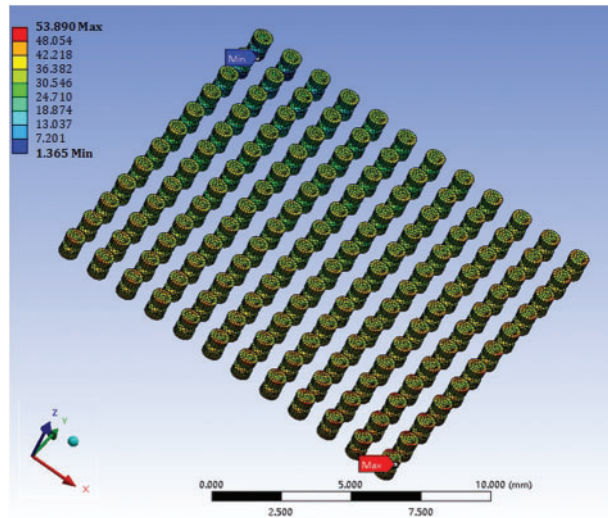 53.890 Max
48.054
42.218
36.382
30.546
24.710
18.874
13.037
7.201
1.365 Min
Min
Max
Z
Y
X
0.000 5.000 10.000 (mm)
2.500 7.500